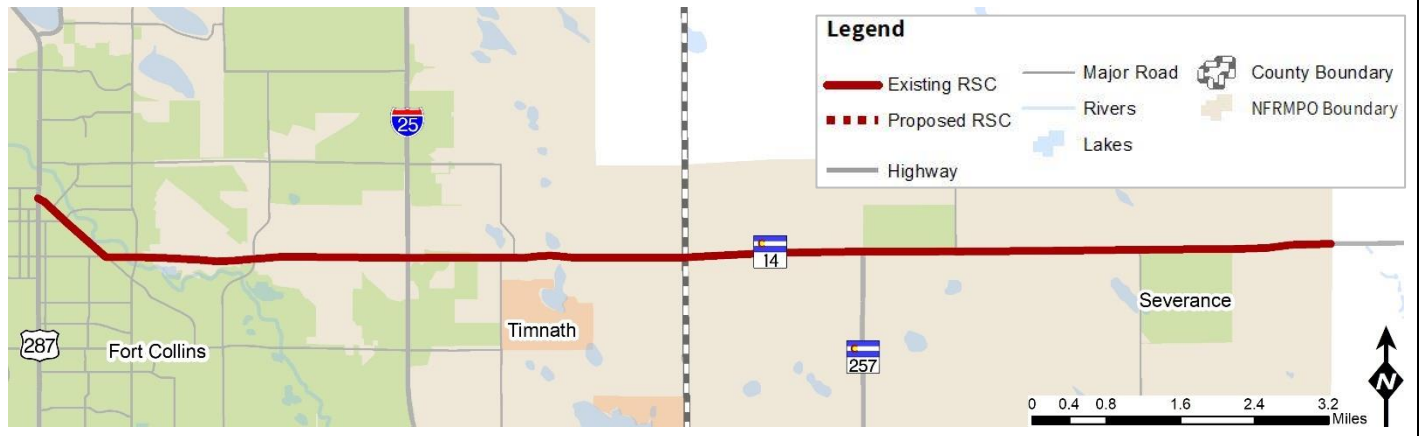 Legend
Existing RSC
Proposed RSC
Highway
Major Road
Rivers
Lakes
County Boundary
NFRMPO Boundary
25
14
287
Fort Collins
Timnath
257
Severance
N
0 0.4 0.8 1.6 2.4 3.2
Miles